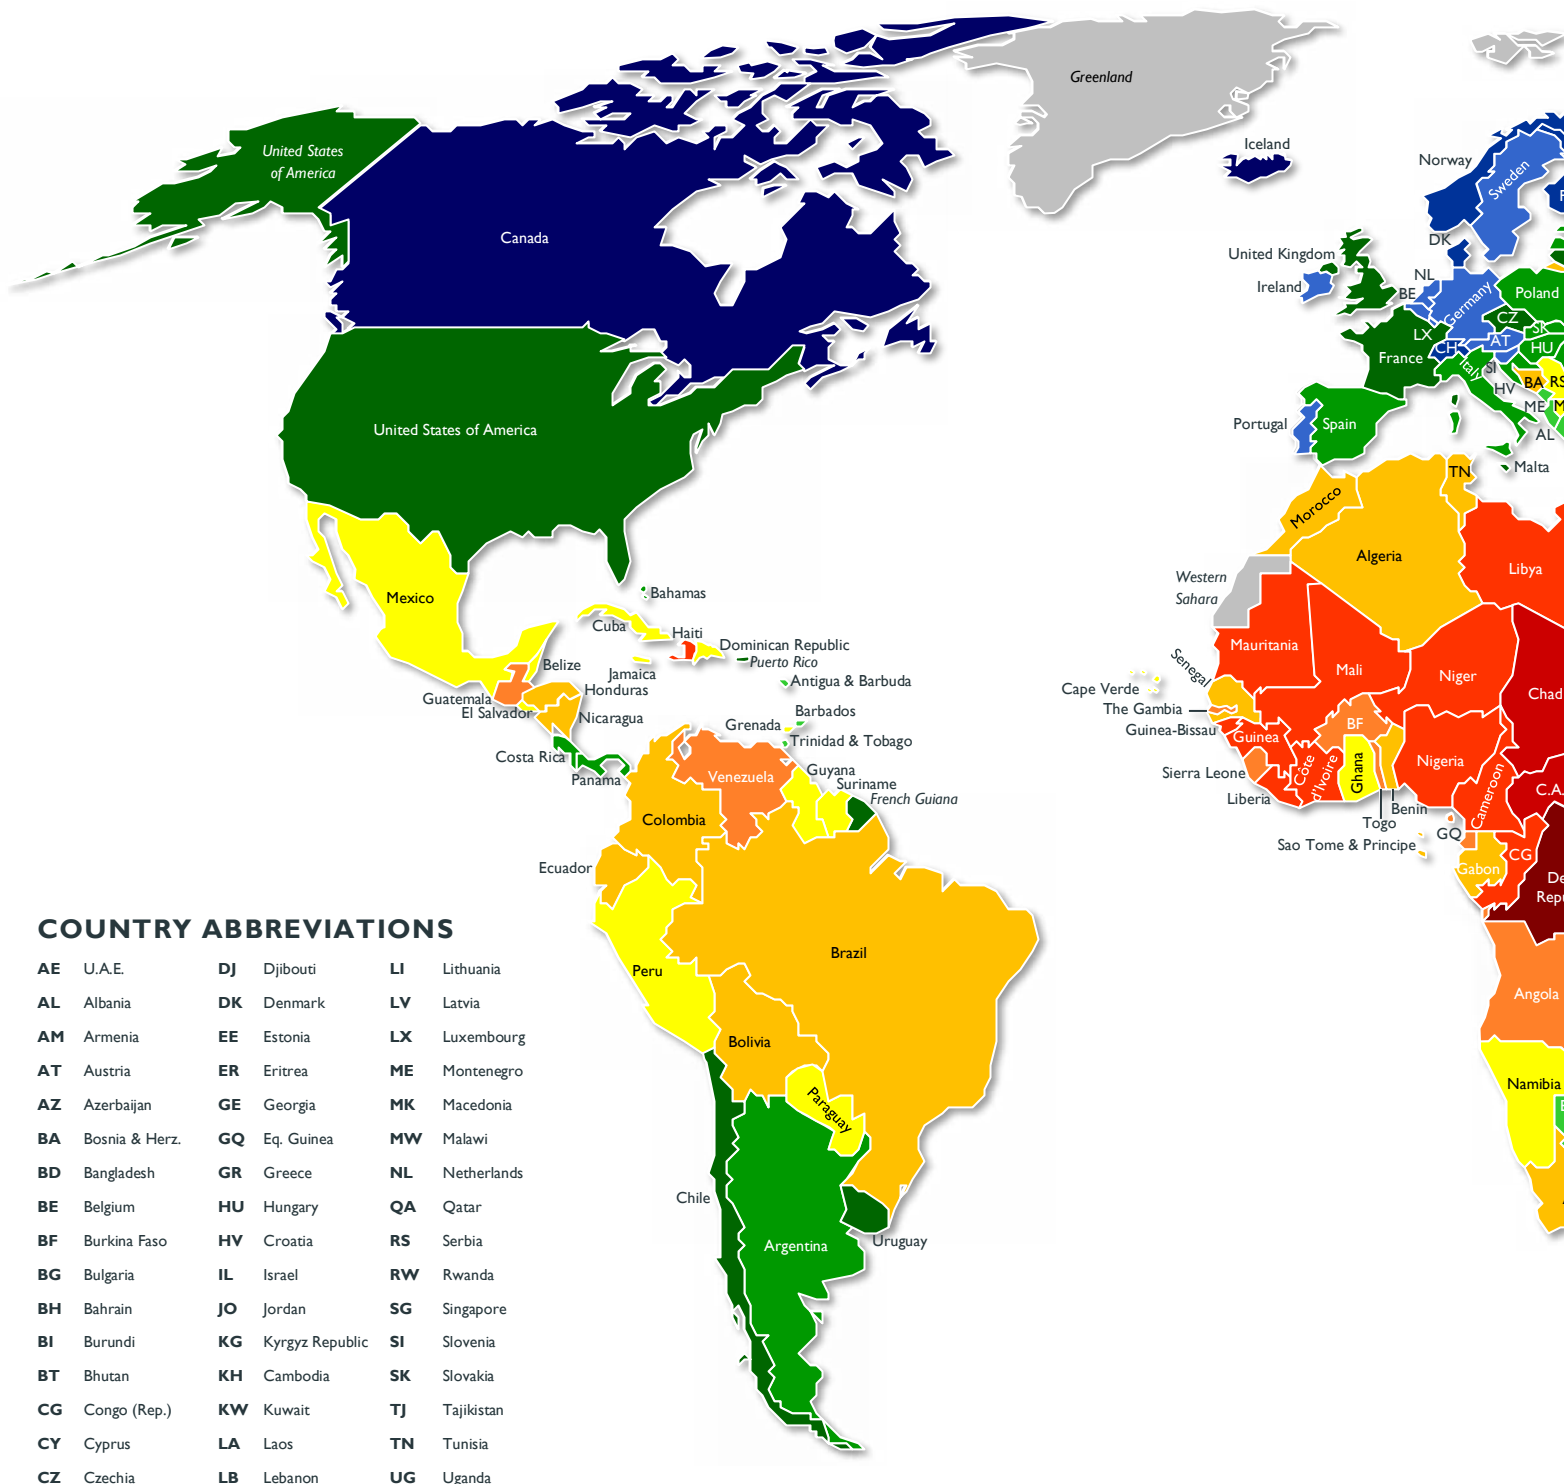 Greenland
United States
of America
Iceland
Norway
Sweden
Canada
DK
United Kingdom
NL
Ireland
BE
Germany
Poland
CZ
LX
SK
CH
AT
HU
France
Italy
SI
HV
BA
RS
ME
AL
Portugal
Spain
Malta
United States of America
TN
Morocco
Algeria
Libya
Western
Sahara
Mexico
Bahamas
Cuba
Haiti
Dominican Republic
Puerto Rico
Jamaica
Belize
Antigua & Barbuda
Honduras
Guatemala
El Salvador
Nicaragua
Barbados
Grenada
Trinidad & Tobago
Costa Rica
Panama
Mauritania
Mali
Niger
Chad
Senegal
Cape Verde
The Gambia
Guinea-Bissau
BF
Guinea
Sierra Leone
Liberia
Côte
d'Ivoire
Ghana
Nigeria
Cameroon
C.A.
Benin
Togo
GQ
Sao Tome & Principe
CG
Gabon
De
Rep
Venezuela
Guyana
Suriname
French Guiana
Colombia
Ecuador
Brazil
Peru
Angola
Bolivia
Namibia
Paraguay
Chile
Argentina
Uruguay
COUNTRY ABBREVIATIONS
AE U.A.E. DJ Djibouti LI Lithuania
AL Albania DK Denmark LV Latvia
AM Armenia EE Estonia LX Luxembourg
AT Austria ER Eritrea ME Montenegro
AZ Azerbaijan GE Georgia MK Macedonia
BA Bosnia & Herz. GQ Eq. Guinea MW Malawi
BD Bangladesh GR Greece NL Netherlands
BE Belgium HU Hungary QA Qatar
BF Burkina Faso HV Croatia RS Serbia
BG Bulgaria IL Israel RW Rwanda
BH Bahrain JO Jordan SG Singapore
BI Burundi KG Kyrgyz Republic SI Slovenia
BT Bhutan KH Cambodia SK Slovakia
CG Congo (Rep.) KW Kuwait TJ Tajikistan
CY Cyprus LA Laos TN Tunisia
CZ Czechia LB Lebanon UG Uganda